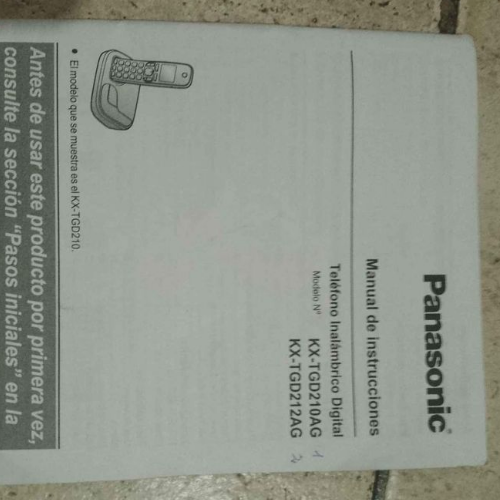 Panasonic®
Manual de instrucciones
Teléfono Inalámbrico Digital
Modelo Nº KX-TGD210AG 1
KX-TGD212AG 2
● El modelo que se muestra es el KX-TGD210.
Antes de usar este producto por primera vez,
consulte la sección "Pasos iniciales" en la